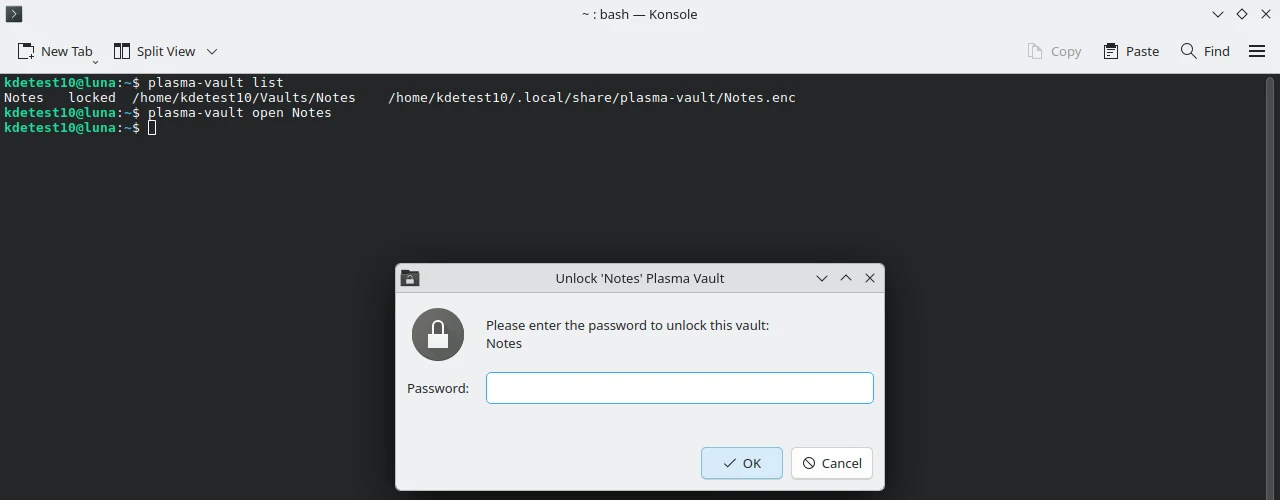 ~ : bash — Konsole
New Tab Split View Copy Paste Find
kdetest10@luna:~$ plasma-vault list
Notes   locked  /home/kdetest10/Vaults/Notes    /home/kdetest10/.local/share/plasma-vault/Notes.enc
kdetest10@luna:~$ plasma-vault open Notes
kdetest10@luna:~$
Unlock 'Notes' Plasma Vault
Please enter the password to unlock this vault:
Notes
Password:
OK Cancel